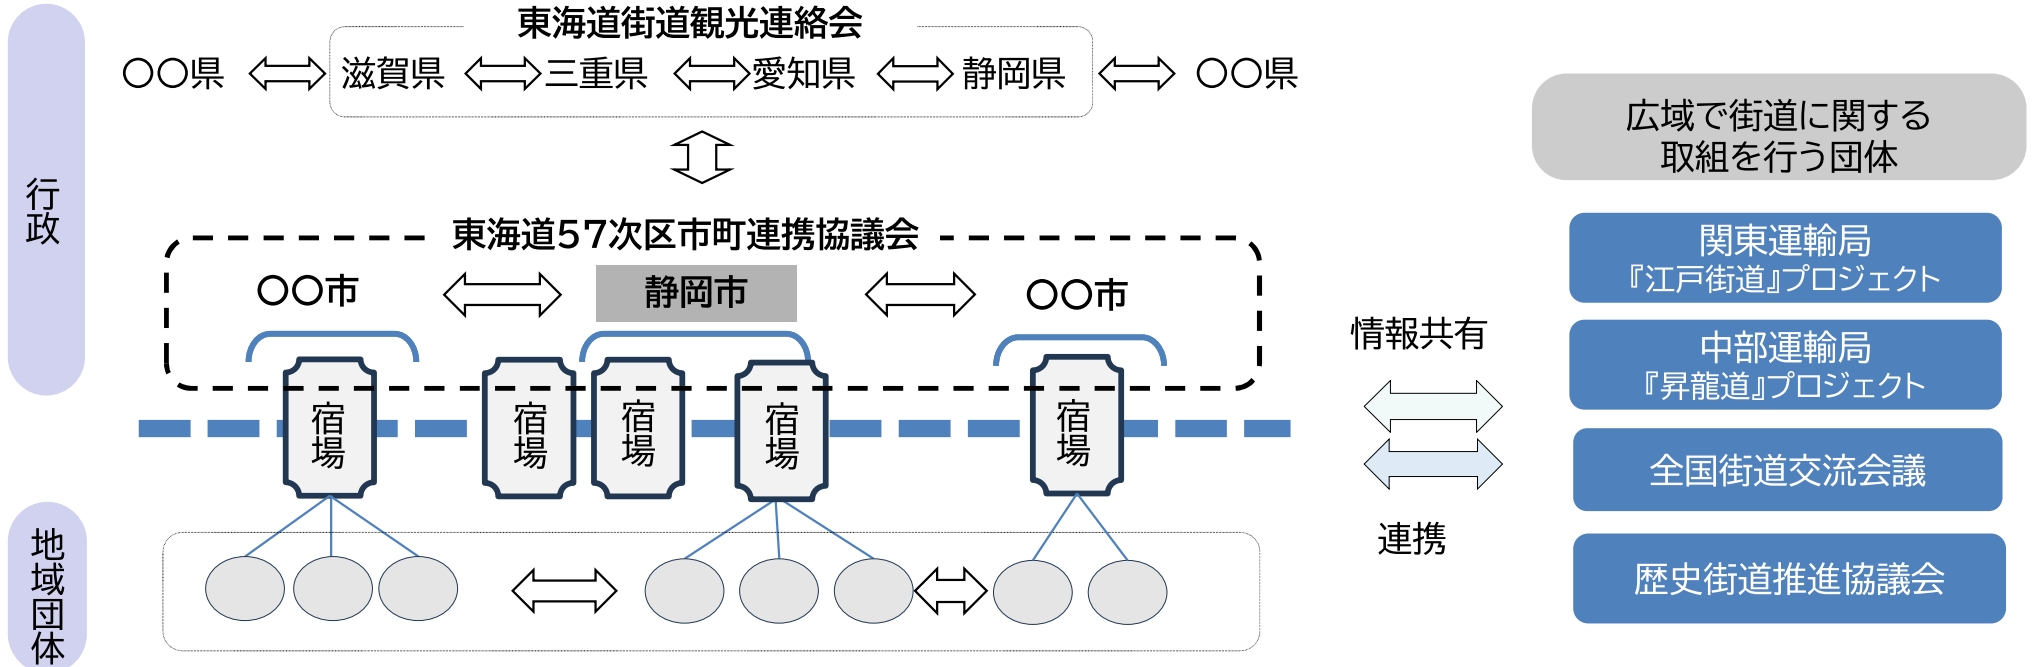 東海道街道観光連絡会
〇〇県
滋賀県
三重県
愛知県
静岡県
〇〇県
行政
東海道57次区市町連携協議会
〇〇市
静岡市
〇〇市
宿場
宿場
宿場
宿場
宿場
地域団体
情報共有
連携
広域で街道に関する
取組を行う団体
関東運輸局
『江戸街道』プロジェクト
中部運輸局
『昇龍道』プロジェクト
全国街道交流会議
歴史街道推進協議会